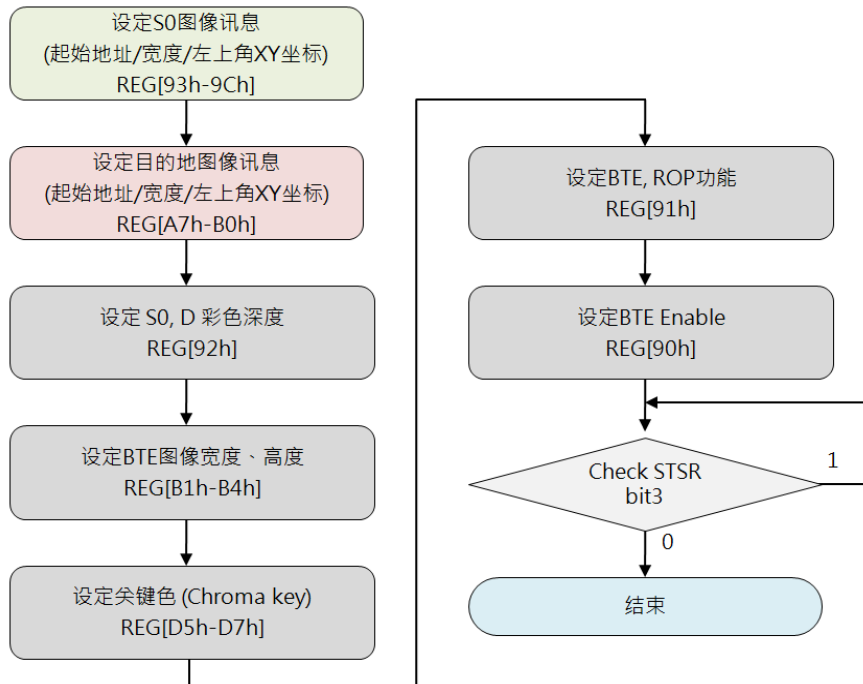 设定S0图像讯息
(起始地址/宽度/左上角XY坐标)
REG[93h-9Ch]
设定目的地图像讯息
(起始地址/宽度/左上角XY坐标)
REG[A7h-B0h]
设定 S0, D 彩色深度
REG[92h]
设定BTE图像宽度、高度
REG[B1h-B4h]
设定关键色 (Chroma key)
REG[D5h-D7h]
设定BTE, ROP功能
REG[91h]
设定BTE Enable
REG[90h]
Check STSR
bit3
1
0
结束